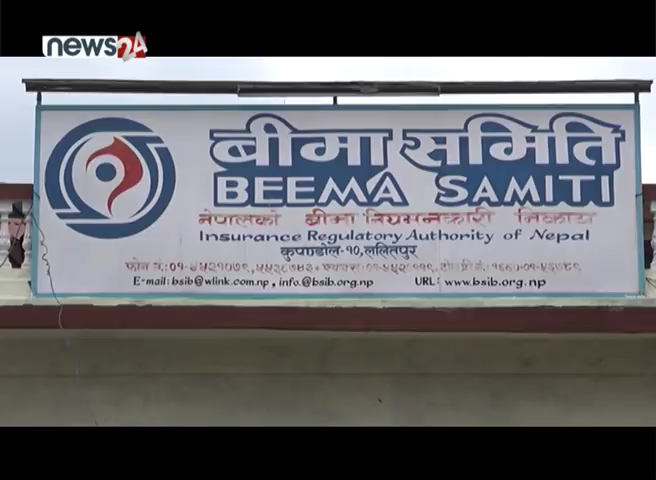 news24
बीमा समिति
BEEMA SAMITI
नेपालको बीमा नियमनकारी निकाय
Insurance Regulatory Authority of Nepal
कुपण्डोल-१०,ललितपुर
फोन नं.:०१-
E-mail: bsib@wlink.com.np , info.@bsib.org.np URL: www.bsib.org.np